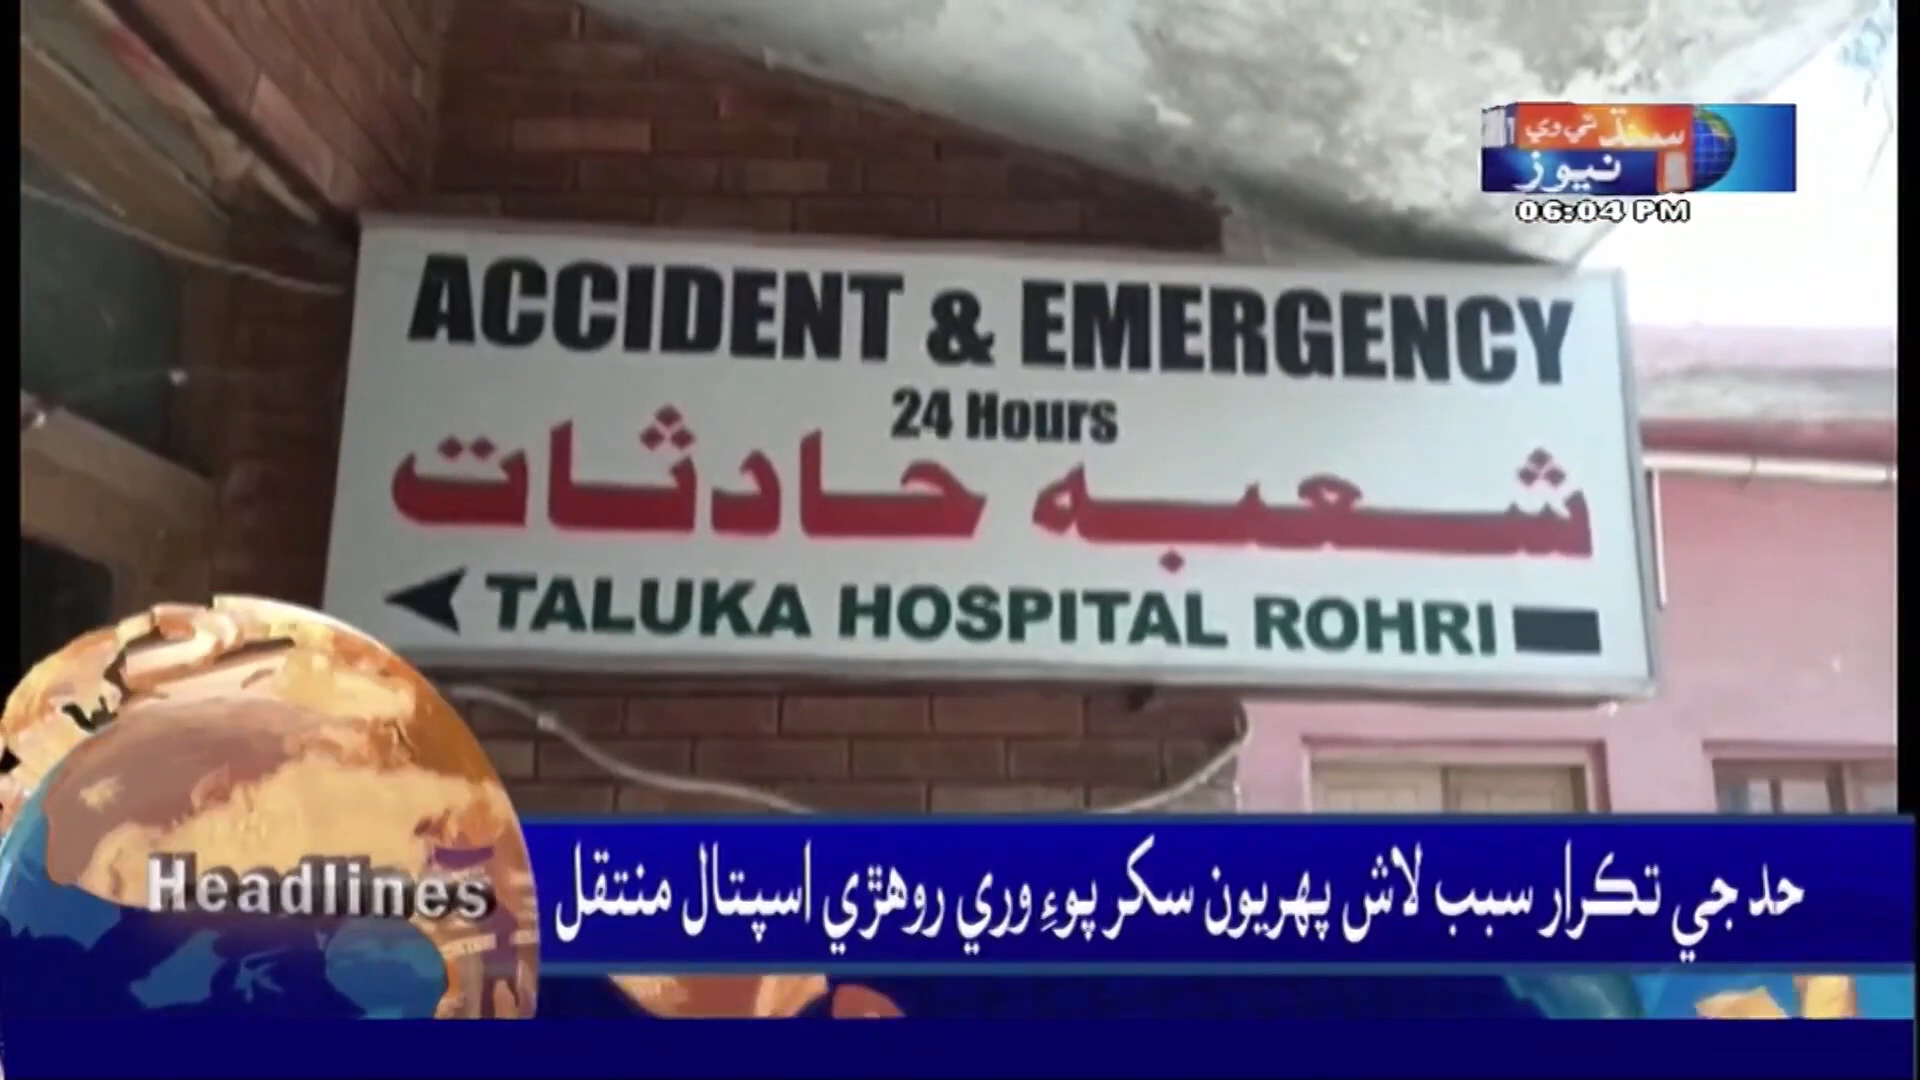 سنڌ ٽي وي
نيوز
06:04 PM
ACCIDENT & EMERGENCY
24 Hours
شعبہ حادثات
TALUKA HOSPITAL ROHRI
Headlines
حد جي تڪرار سبب لاش پهريون سکر پوءِ وري روهڙي اسپتال منتقل